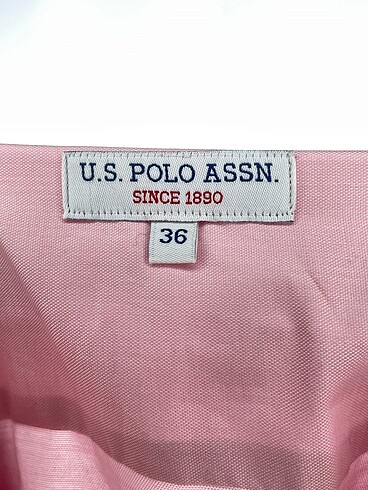 U.S. POLO ASSN.
SINCE 1890
36